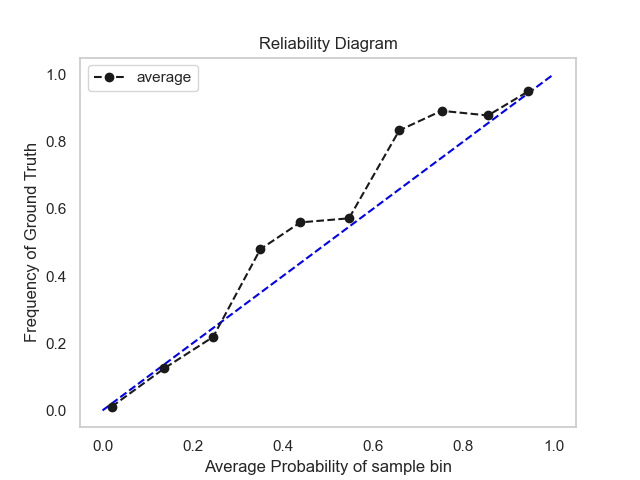 Reliability Diagram
average
1.0
0.8
0.6
0.4
0.2
0.0
Frequency of Ground Truth
0.0 0.2 0.4 0.6 0.8 1.0
Average Probability of sample bin